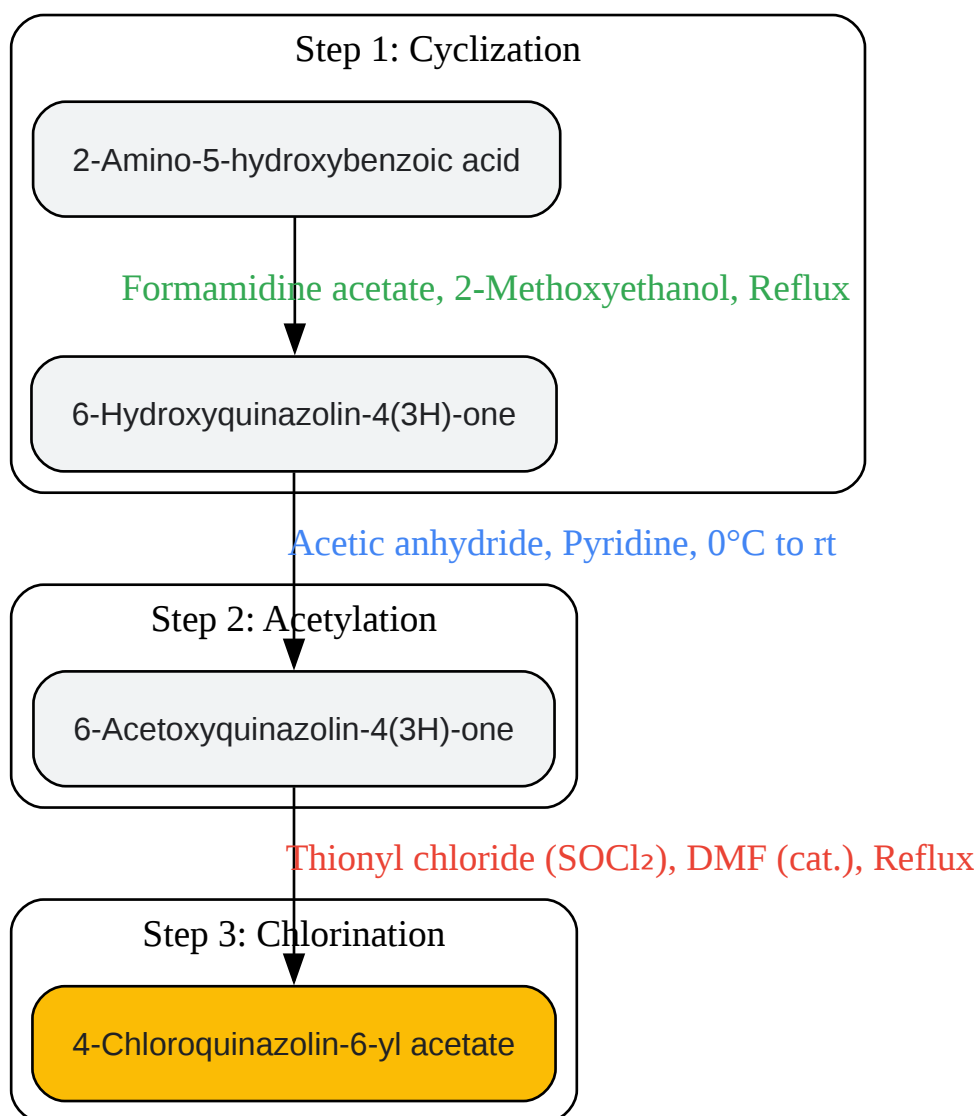 Step 1: Cyclization
2-Amino-5-hydroxybenzoic acid
Formamidine acetate, 2-Methoxyethanol, Reflux
6-Hydroxyquinazolin-4(3H)-one
Acetic anhydride, Pyridine, 0°C to rt
Step 2: Acetylation
6-Acetoxyquinazolin-4(3H)-one
Thionyl chloride (SOCl₂), DMF (cat.), Reflux
Step 3: Chlorination
4-Chloroquinazolin-6-yl acetate